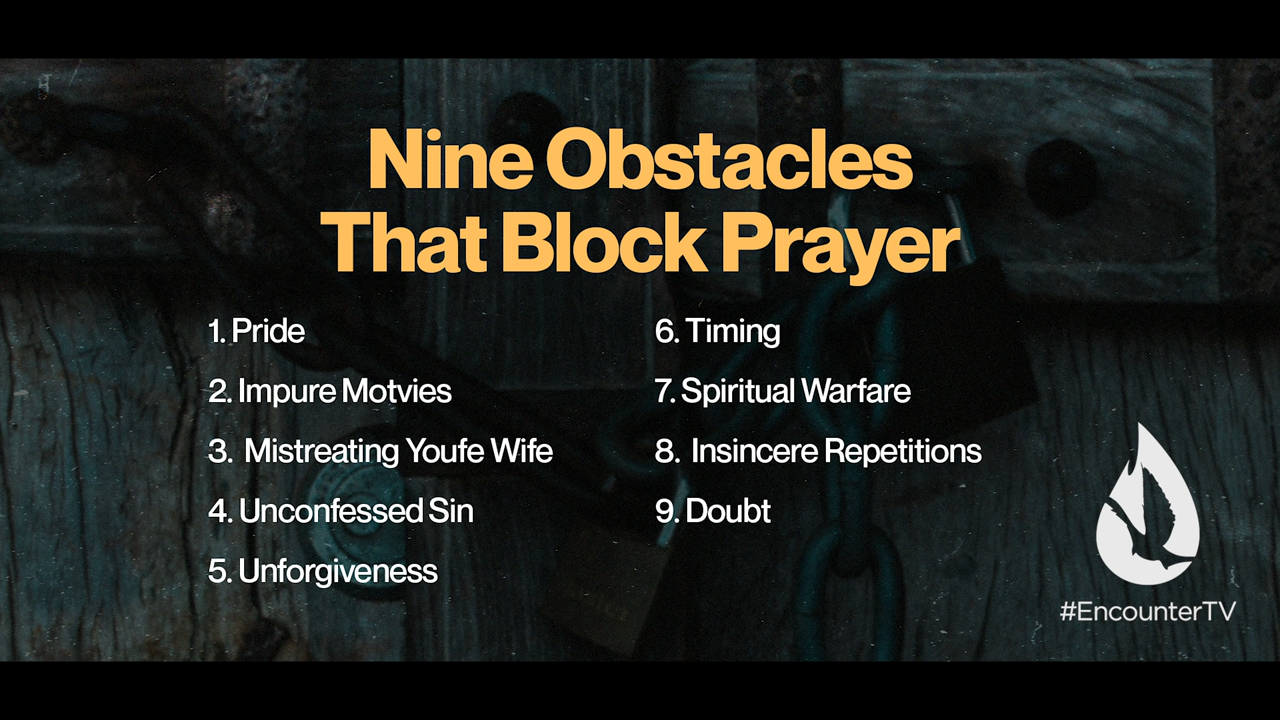 Nine Obstacles
That Block Prayer
1. Pride
2. Impure Motvies
3. Mistreating Youfe Wife
4. Unconfessed Sin
5. Unforgiveness
6. Timing
7. Spiritual Warfare
8. Insincere Repetitions
9. Doubt
#EncounterTV